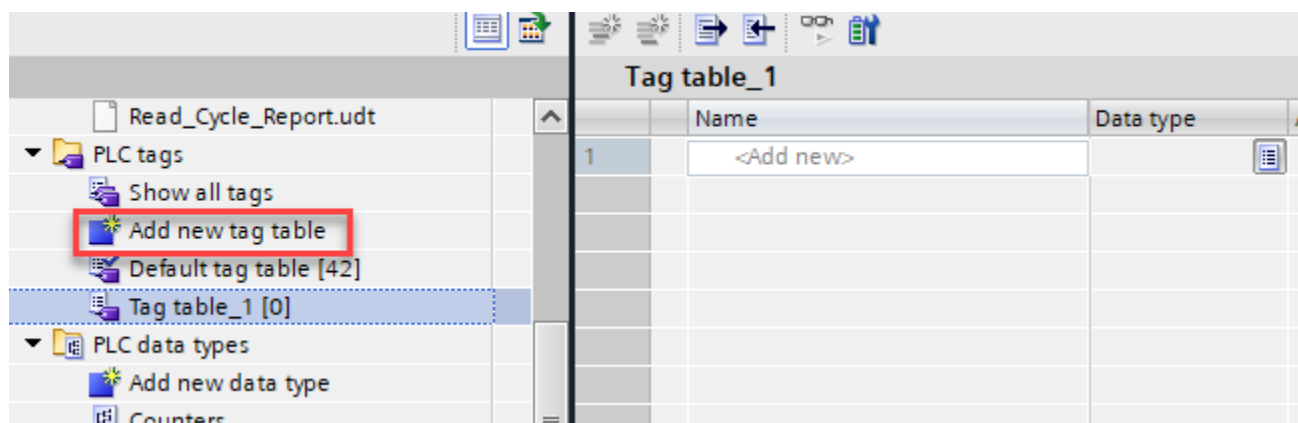 Tag table_1
Read_Cycle_Report.udt
PLC tags
Show all tags
Add new tag table
Default tag table [42]
Tag table_1 [0]
PLC data types
Add new data type
Counters
Name Data type
1 <Add new>